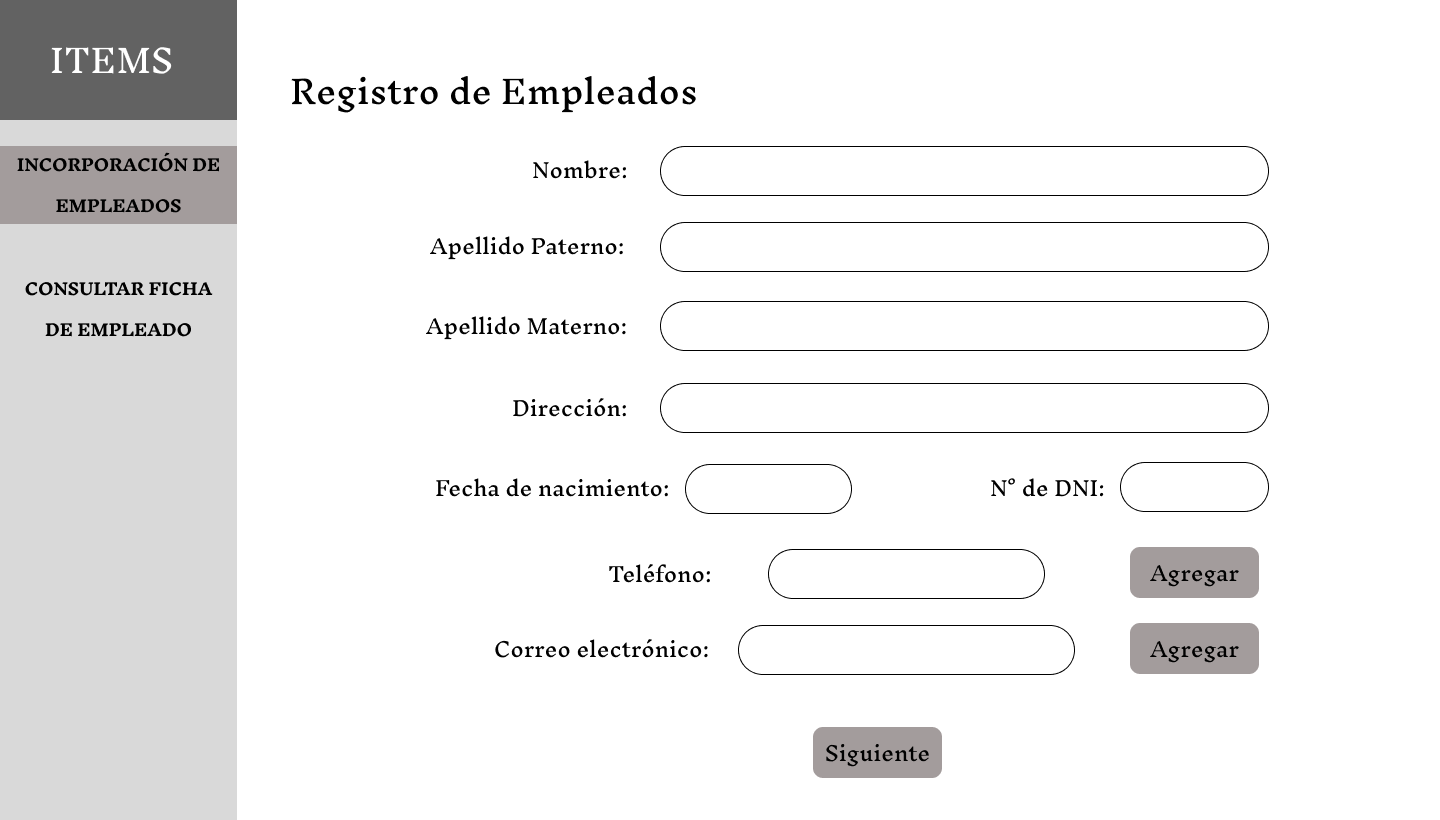 ITEMS
INCORPORACIÓN DE
EMPLEADOS
CONSULTAR FICHA
DE EMPLEADO
Registro de Empleados
Nombre:
Apellido Paterno:
Apellido Materno:
Dirección:
Fecha de nacimiento:
N° de DNI:
Teléfono:
Agregar
Correo electrónico:
Agregar
Siguiente